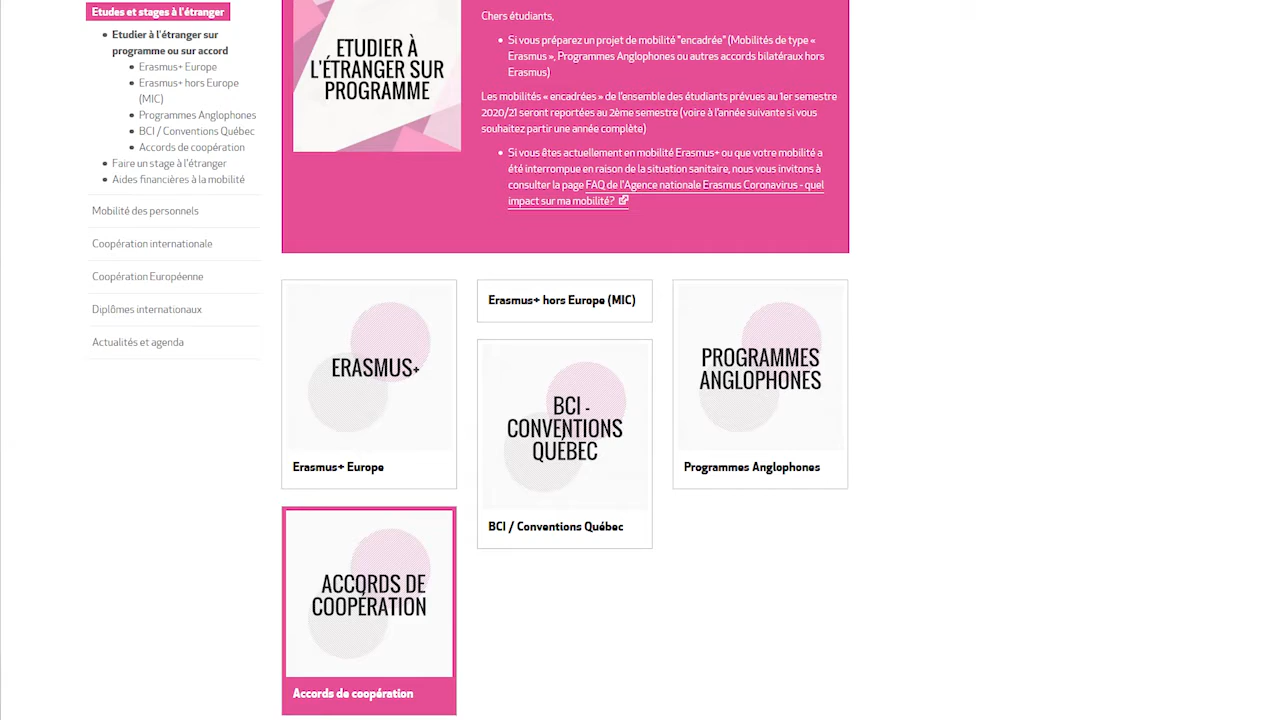 Etudes et stages à l'étranger
Etudier à l'étranger sur
programme ou sur accord
Erasmus+ Europe
Erasmus+ hors Europe
(MIC)
Programmes Anglophones
BCI / Conventions Québec
Accords de coopération
Faire un stage à l'étranger
Aides financières à la mobilité
Mobilité des personnels
Coopération internationale
Coopération Européenne
Diplômes internationaux
Actualités et agenda
ETUDIER À
L'ÉTRANGER SUR
PROGRAMME
Chers étudiants,
Si vous préparez un projet de mobilité "encadrée" (Mobilités de type «
Erasmus », Programmes Anglophones ou autres accords bilatéraux hors
Erasmus)
Les mobilités « encadrées » de l'ensemble des étudiants prévues au 1er semestre
2020/21 seront reportées au 2ème semestre (voire à l'année suivante si vous
souhaitez partir une année complète)
Si vous êtes actuellement en mobilité Erasmus+ ou que votre mobilité a
été interrompue en raison de la situation sanitaire, nous vous invitons à
consulter la page FAQ de l'Agence nationale Erasmus Coronavirus - quel
impact sur ma mobilité?
ERASMUS+
Erasmus+ Europe
Erasmus+ hors Europe (MIC)
BCI -
CONVENTIONS
QUÉBEC
BCI / Conventions Québec
PROGRAMMES
ANGLOPHONES
Programmes Anglophones
ACCORDS DE
COOPÉRATION
Accords de coopération